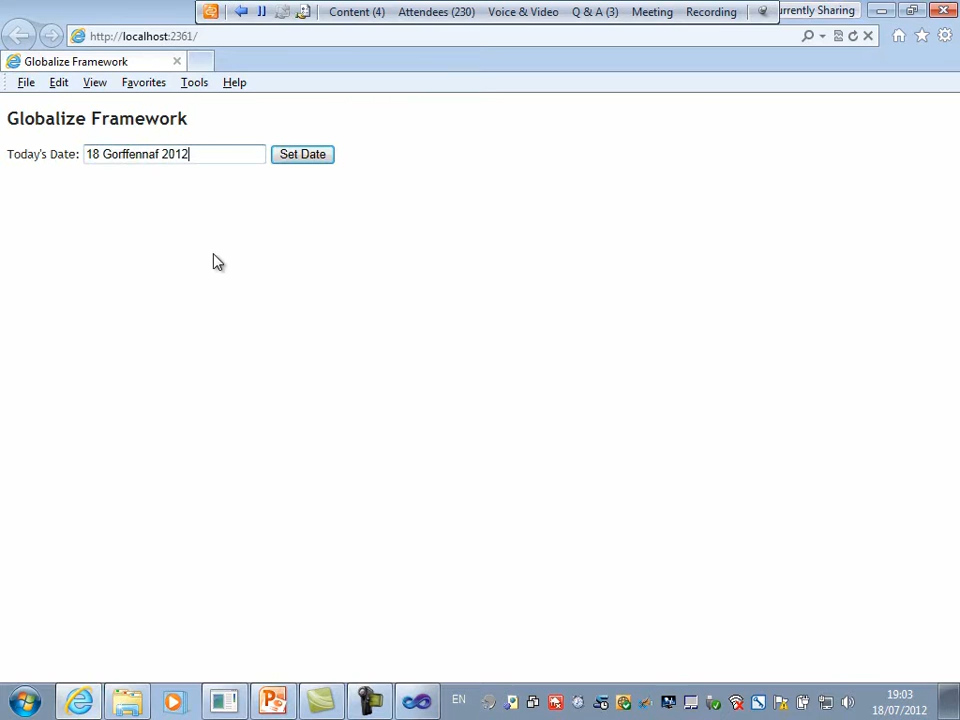 Content (4) Attendees (230) Voice & Video Q & A (3) Meeting Recording urrently Sharing
http://localhost:2361/
Globalize Framework
File Edit View Favorites Tools Help
Globalize Framework
Today's Date: 18 Gorffennaf 2012 Set Date
EN 19:03
18/07/2012